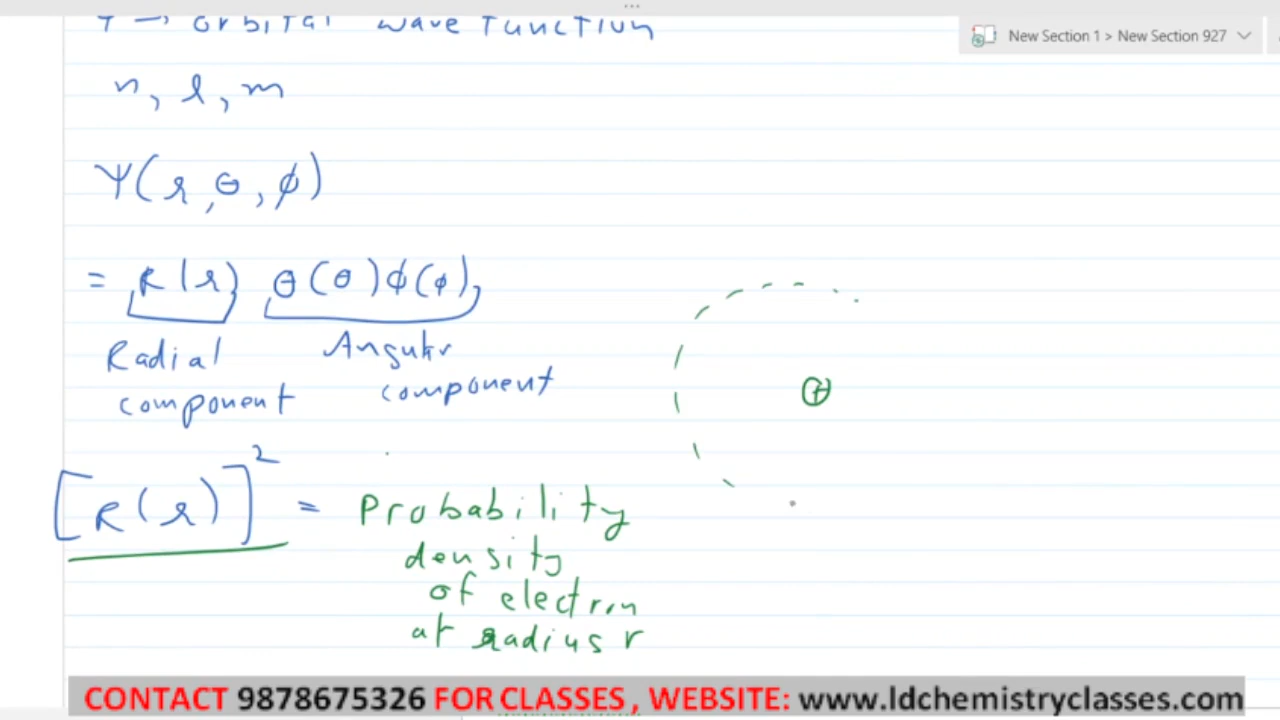 Ψ → orbital wave function
New Section 1 > New Section 927
n, l, m
Ψ(r, θ, φ)
= R(r) θ(θ) φ(φ)
Radial component
Angular component
[R(r)]² = Probability
density
of electron
at radius r
CONTACT 9878675326 FOR CLASSES , WEBSITE: www.ldchemistryclasses.com